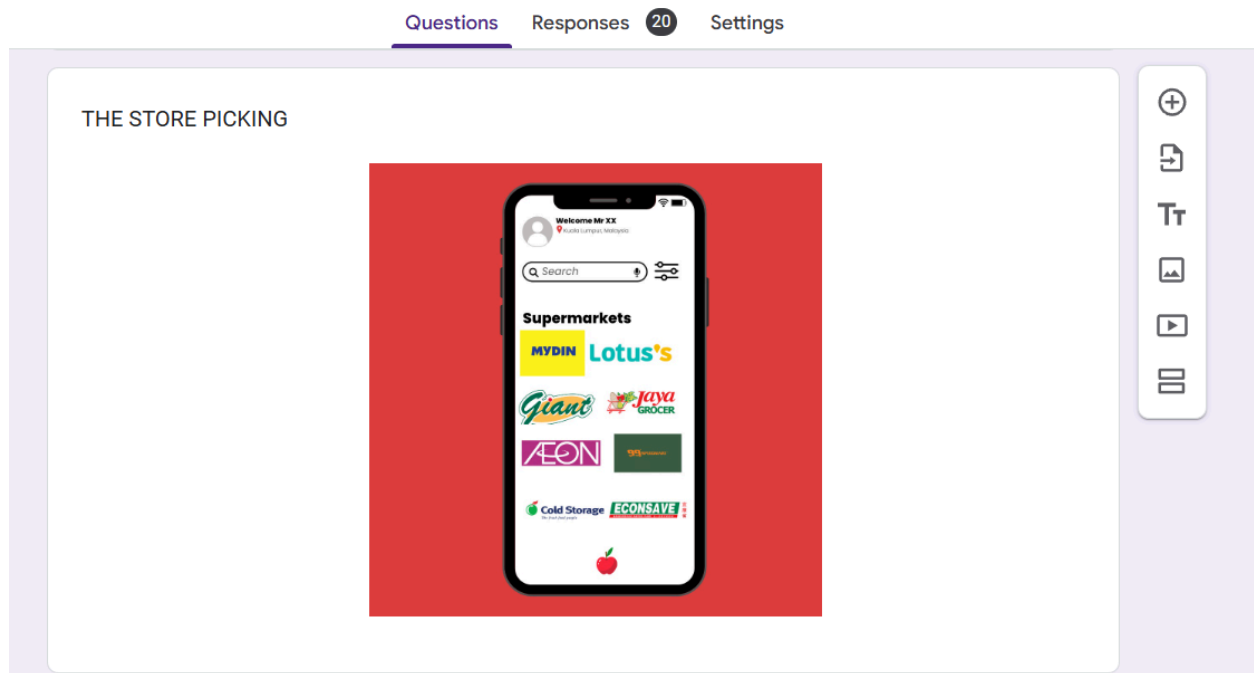 Questions Responses 20 Settings
THE STORE PICKING
Welcome Mr XX
Kuala Lumpur, Malaysia
Search
Supermarkets
MYDIN Lotus's
Giant Jaya GROCER
ÆON 99
Cold Storage ECONSAVE